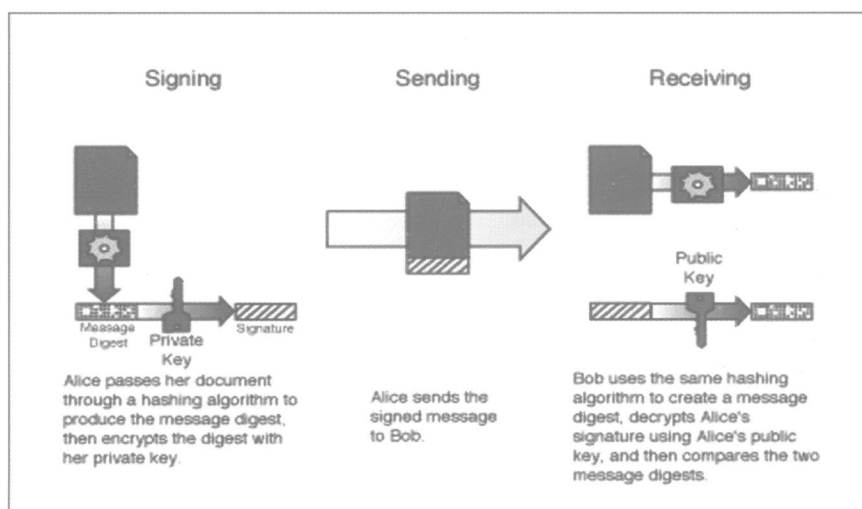 Signing
Sending
Receiving
Public
Key
Message
Digest
Private
Key
Signature
Alice passes her document
through a hashing algorithm to
produce the message digest,
then encrypts the digest with
her private key.
Alice sends the
signed message
to Bob.
Bob uses the same hashing
algorithm to create a message
digest, decrypts Alice's
signature using Alice's public
key, and then compares the two
message digests.